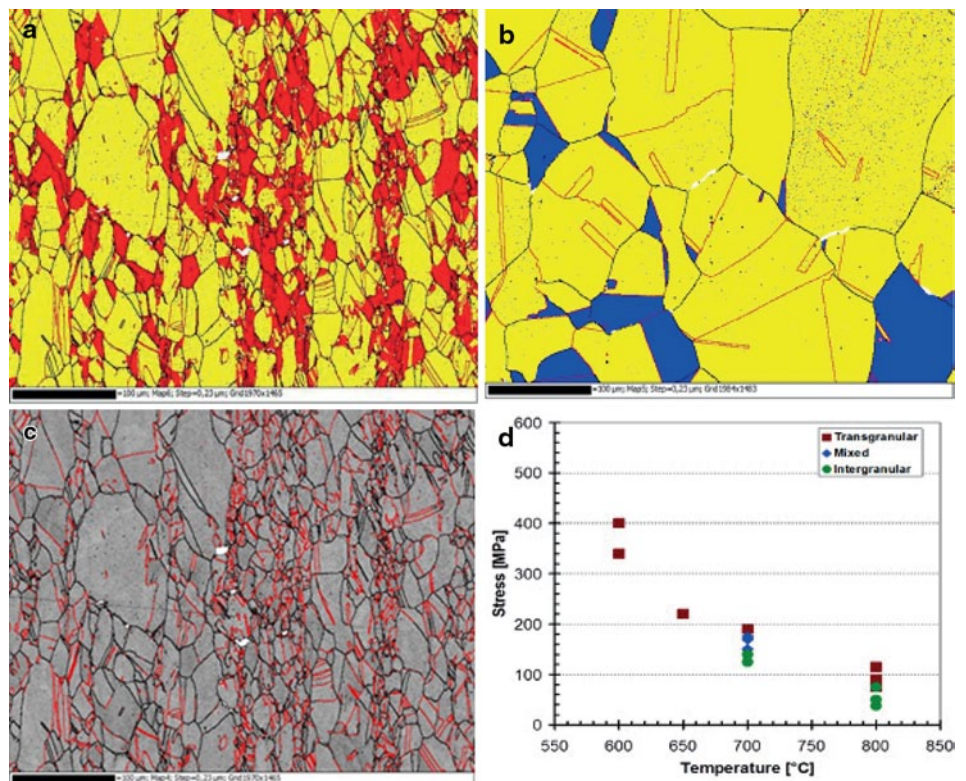 a
b
=100 µm; Map6; Step=0,23 µm; Grid1970x1465
=100 µm; Map5; Step=0,23 µm; Grid1984x1483
c
=100 µm; Map4; Step=0,23 µm; Grid1970x1465
d
Transgranular
Mixed
Intergranular
600
500
400
300
200
100
0
Stress [MPa]
550 600 650 700 750 800 850
Temperature [°C]